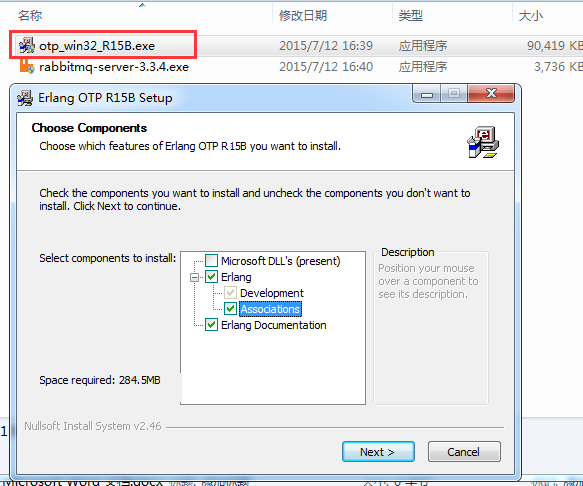 名称 修改日期 类型 大小
otp_win32_R15B.exe 2015/7/12 16:39 应用程序 90,419 KB
rabbitmq-server-3.3.4.exe 2015/7/12 16:40 应用程序 3,736 KB
Erlang OTP R15B Setup
Choose Components
Choose which features of Erlang OTP R15B you want to install.
Check the components you want to install and uncheck the components you don't want to
install. Click Next to continue.
Select components to install:
Microsoft DLL's (present)
Erlang
Development
Associations
Erlang Documentation
Description
Position your mouse
over a component to
see its description.
Space required: 284.5MB
Nullsoft Install System v2.46
Next >
Cancel
1
Microsoft Word 文档.docx